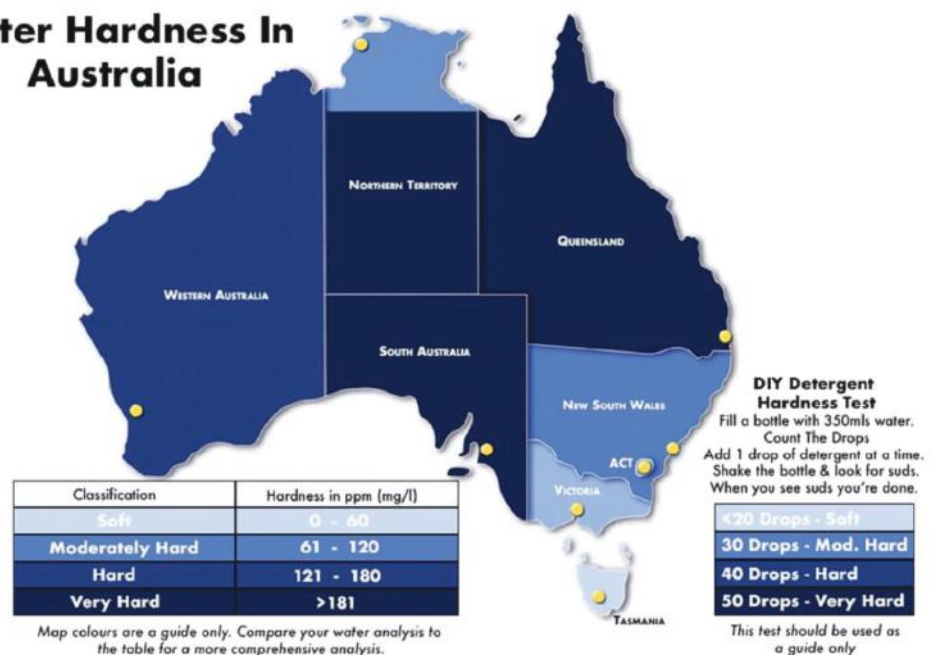 ter Hardness In
Australia
Northern Territory
Queensland
Western Australia
South Australia
New South Wales
ACT
Victoria
Tasmania
Classification Hardness in ppm (mg/l)
Soft 0 - 60
Moderately Hard 61 - 120
Hard 121 - 180
Very Hard >181
Map colours are a guide only. Compare your water analysis to
the table for a more comprehensive analysis.
DIY Detergent
Hardness Test
Fill a bottle with 350mls water.
Count The Drops
Add 1 drop of detergent at a time.
Shake the bottle & look for suds.
When you see suds you're done.
<20 Drops - Soft
30 Drops - Mod. Hard
40 Drops - Hard
50 Drops - Very Hard
This test should be used as
a guide only